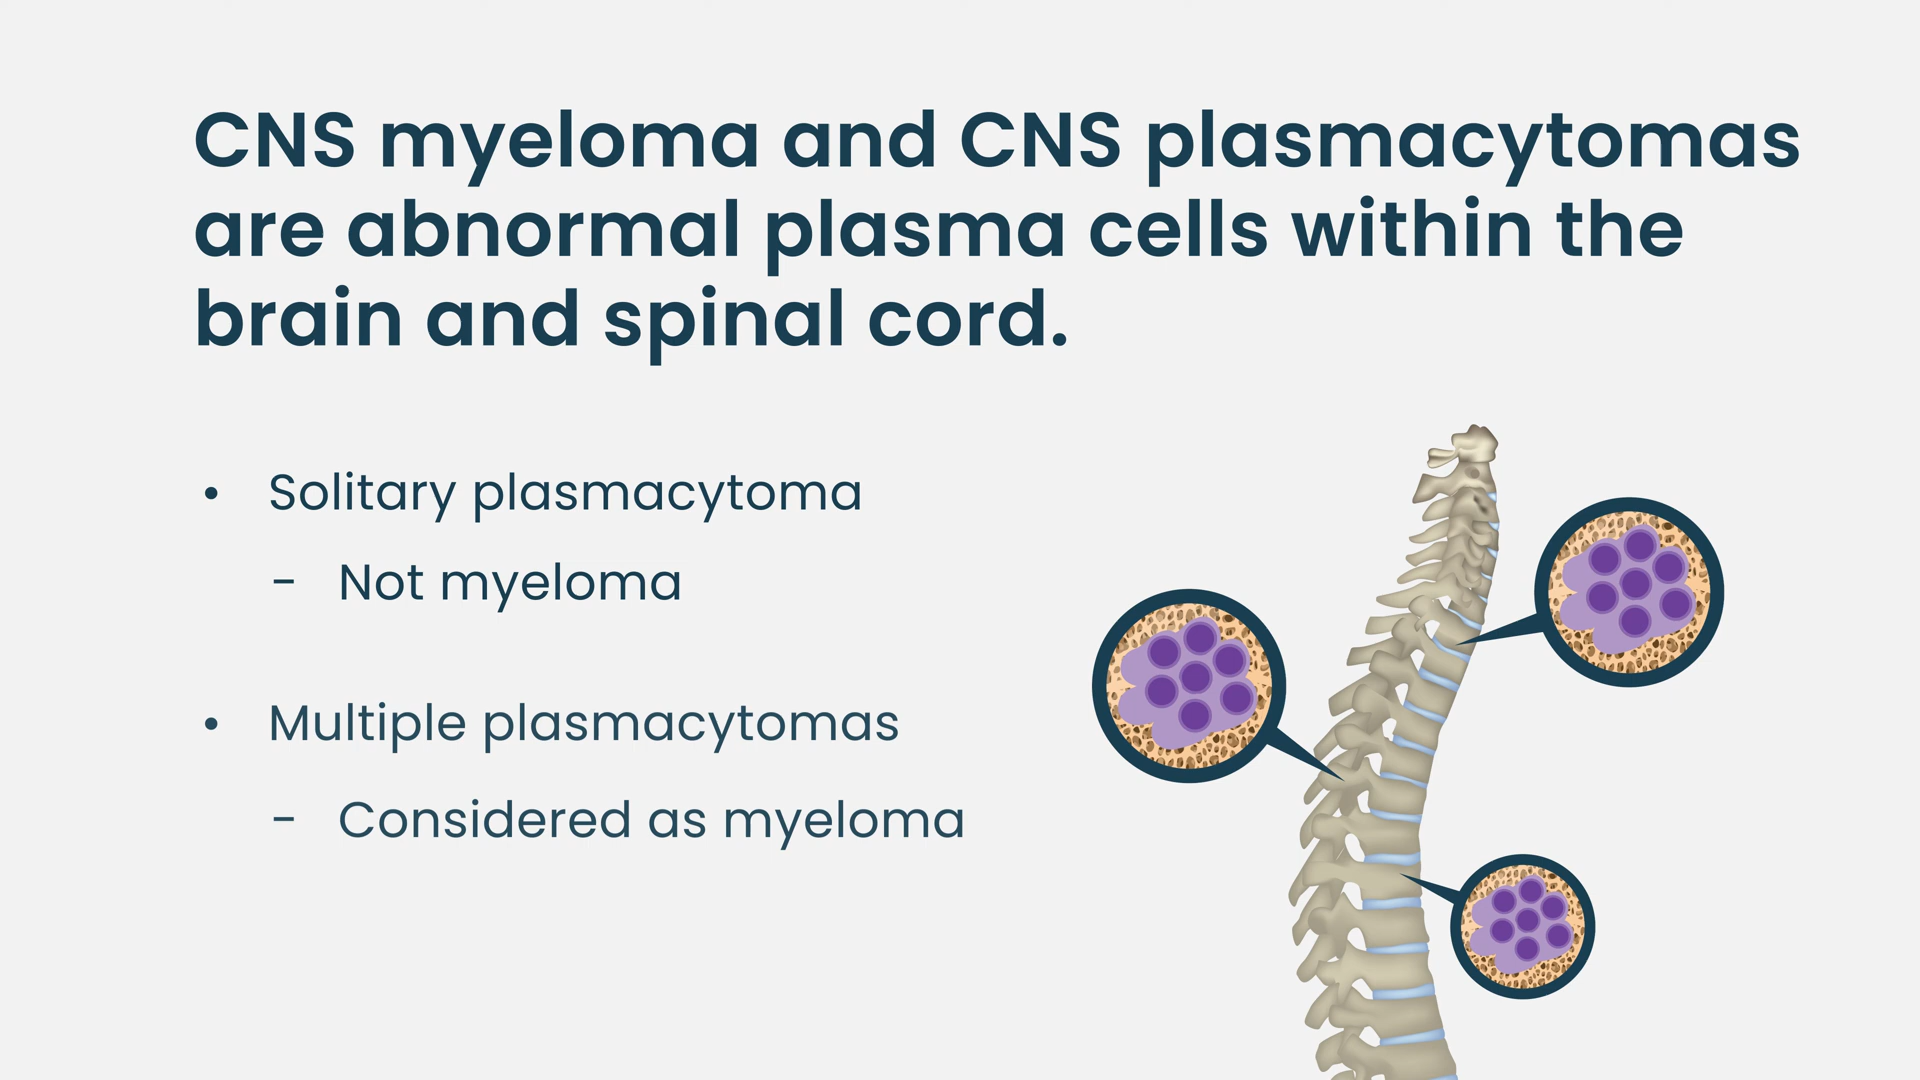 CNS myeloma and CNS plasmacytomas
are abnormal plasma cells within the
brain and spinal cord.
• Solitary plasmacytoma
- Not myeloma
• Multiple plasmacytomas
- Considered as myeloma